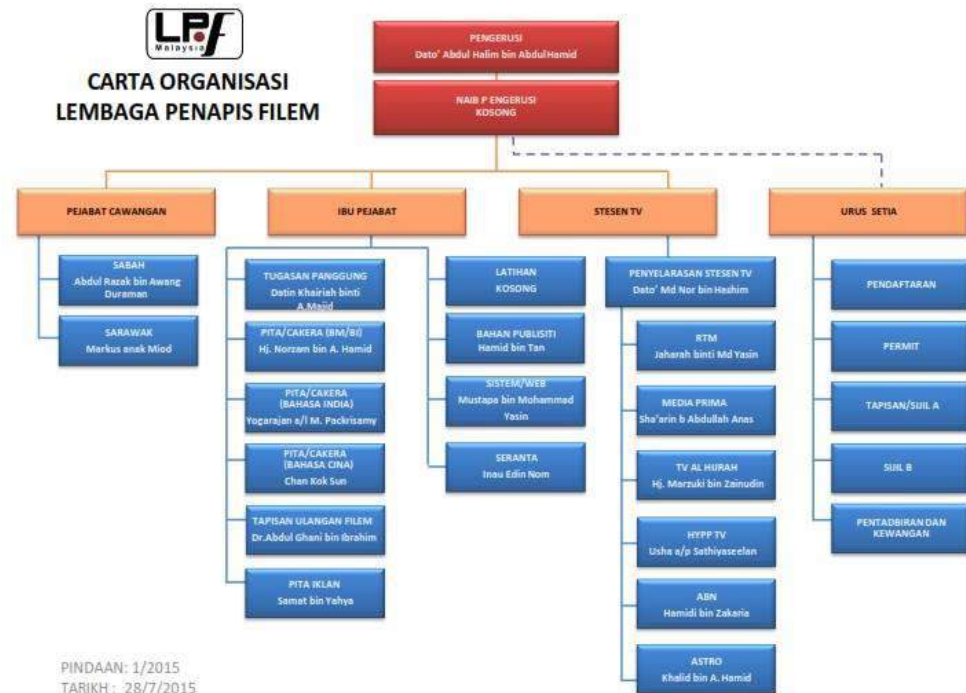 LPf
Malaysia
CARTA ORGANISASI
LEMBAGA PENAPIS FILEM
PENGERUSI
Dato' Abdul Halim bin Abdul Hamid
NAIB P ENGERUSI
KOSONG
PEJABAT CAWANGAN
SABAH
Abdul Razak bin Awang
Duraman
SARAWAK
Markus anak Miod
IBU PEJABAT
TUGASAN PANGGUNG
Datin Khairiah binti
A.Majid
PITA/CAKERA (BM/BI)
Hj. Norzam bin A. Hamid
PITA/CAKERA
(BAHASA INDIA)
Yogarajan a/l M. Packrisamy
PITA/CAKERA
(BAHASA CINA)
Chan Kok Sun
TAPISAN ULANGAN FILEM
Dr.Abdul Ghani bin Ibrahim
PITA IKLAN
Samat bin Yahya
LATIHAN
KOSONG
BAHAN PUBLISITI
Hamid bin Tan
SISTEM/WEB
Mustapa bin Mohammad
Yasin
SERANTA
Inau Edin Nom
STESEN TV
PENYELARASAN STESEN TV
Dato' Md Nor bin Hashim
RTM
Jaharah binti Md Yasin
MEDIA PRIMA
Sha'arin b Abdullah Anas
TV AL HIJRAH
Hj. Marzuki bin Zainudin
HYPP TV
Usha a/p Sathiyaseelan
ABN
Hamidi bin Zakaria
ASTRO
Khalid bin A. Hamid
URUS SETIA
PENDAFTARAN
PERMIT
TAPISAN/SIJIL A
SIJIL B
PENTADBIRAN DAN
KEWANGAN
PINDAAN: 1/2015
TARIKH : 28/7/2015